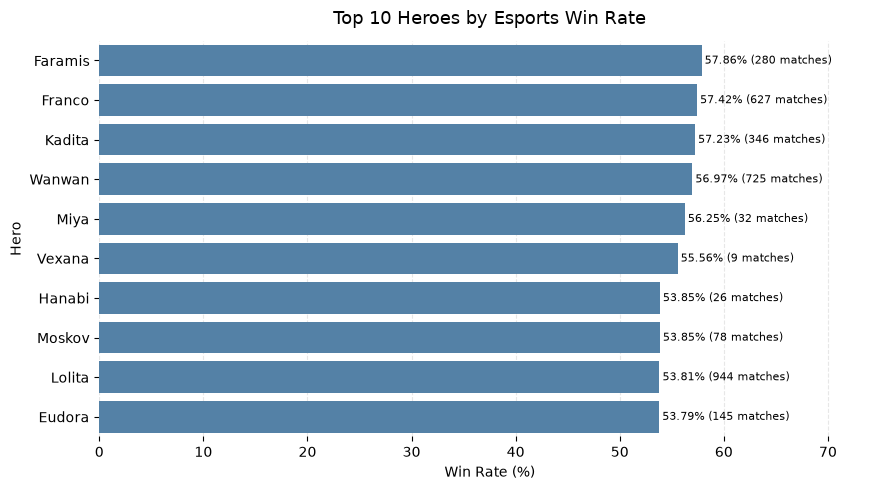 Top 10 Heroes by Esports Win Rate
Hero
Faramis 57.86% (280 matches)
Franco 57.42% (627 matches)
Kadita 57.23% (346 matches)
Wanwan 56.97% (725 matches)
Miya 56.25% (32 matches)
Vexana 55.56% (9 matches)
Hanabi 53.85% (26 matches)
Moskov 53.85% (78 matches)
Lolita 53.81% (944 matches)
Eudora 53.79% (145 matches)
0 10 20 30 40 50 60 70
Win Rate (%)